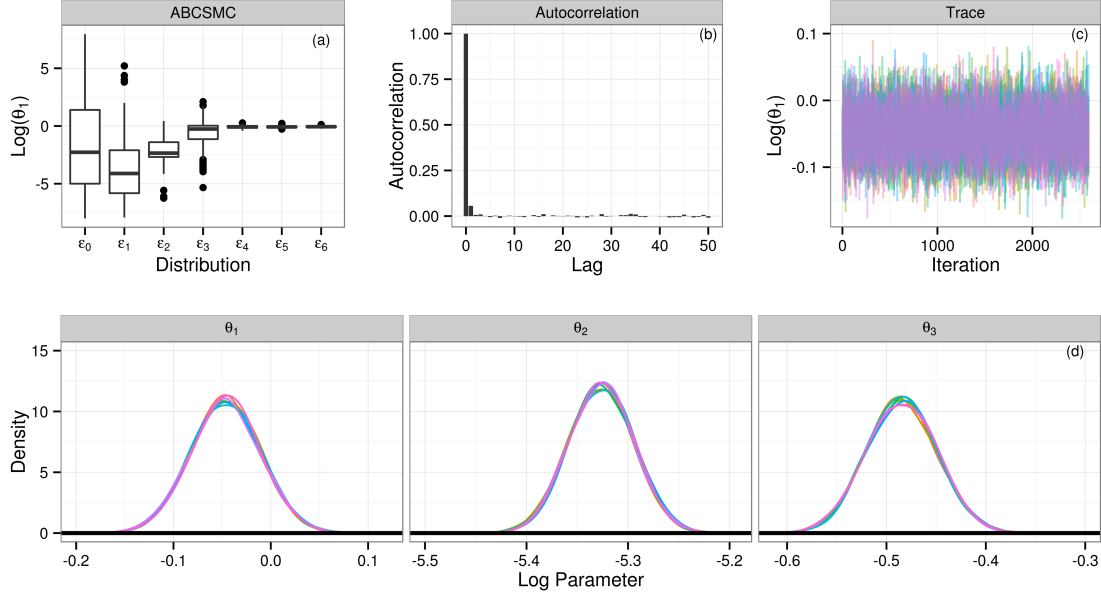 ABCSMC
(a)
Log(θ1)
5
0
-5
ε0 ε1 ε2 ε3 ε4 ε5 ε6
Distribution
Autocorrelation
(b)
Autocorrelation
1.00
0.75
0.50
0.25
0.00
0 10 20 30 40 50
Lag
Trace
(c)
Log(θ1)
0.1
0.0
-0.1
0 1000 2000
Iteration
θ1 θ2 θ3
(d)
Density
15
10
5
0
-0.2 -0.1 0.0 0.1 -5.5 -5.4 -5.3 -5.2 -0.6 -0.5 -0.4 -0.3
Log Parameter